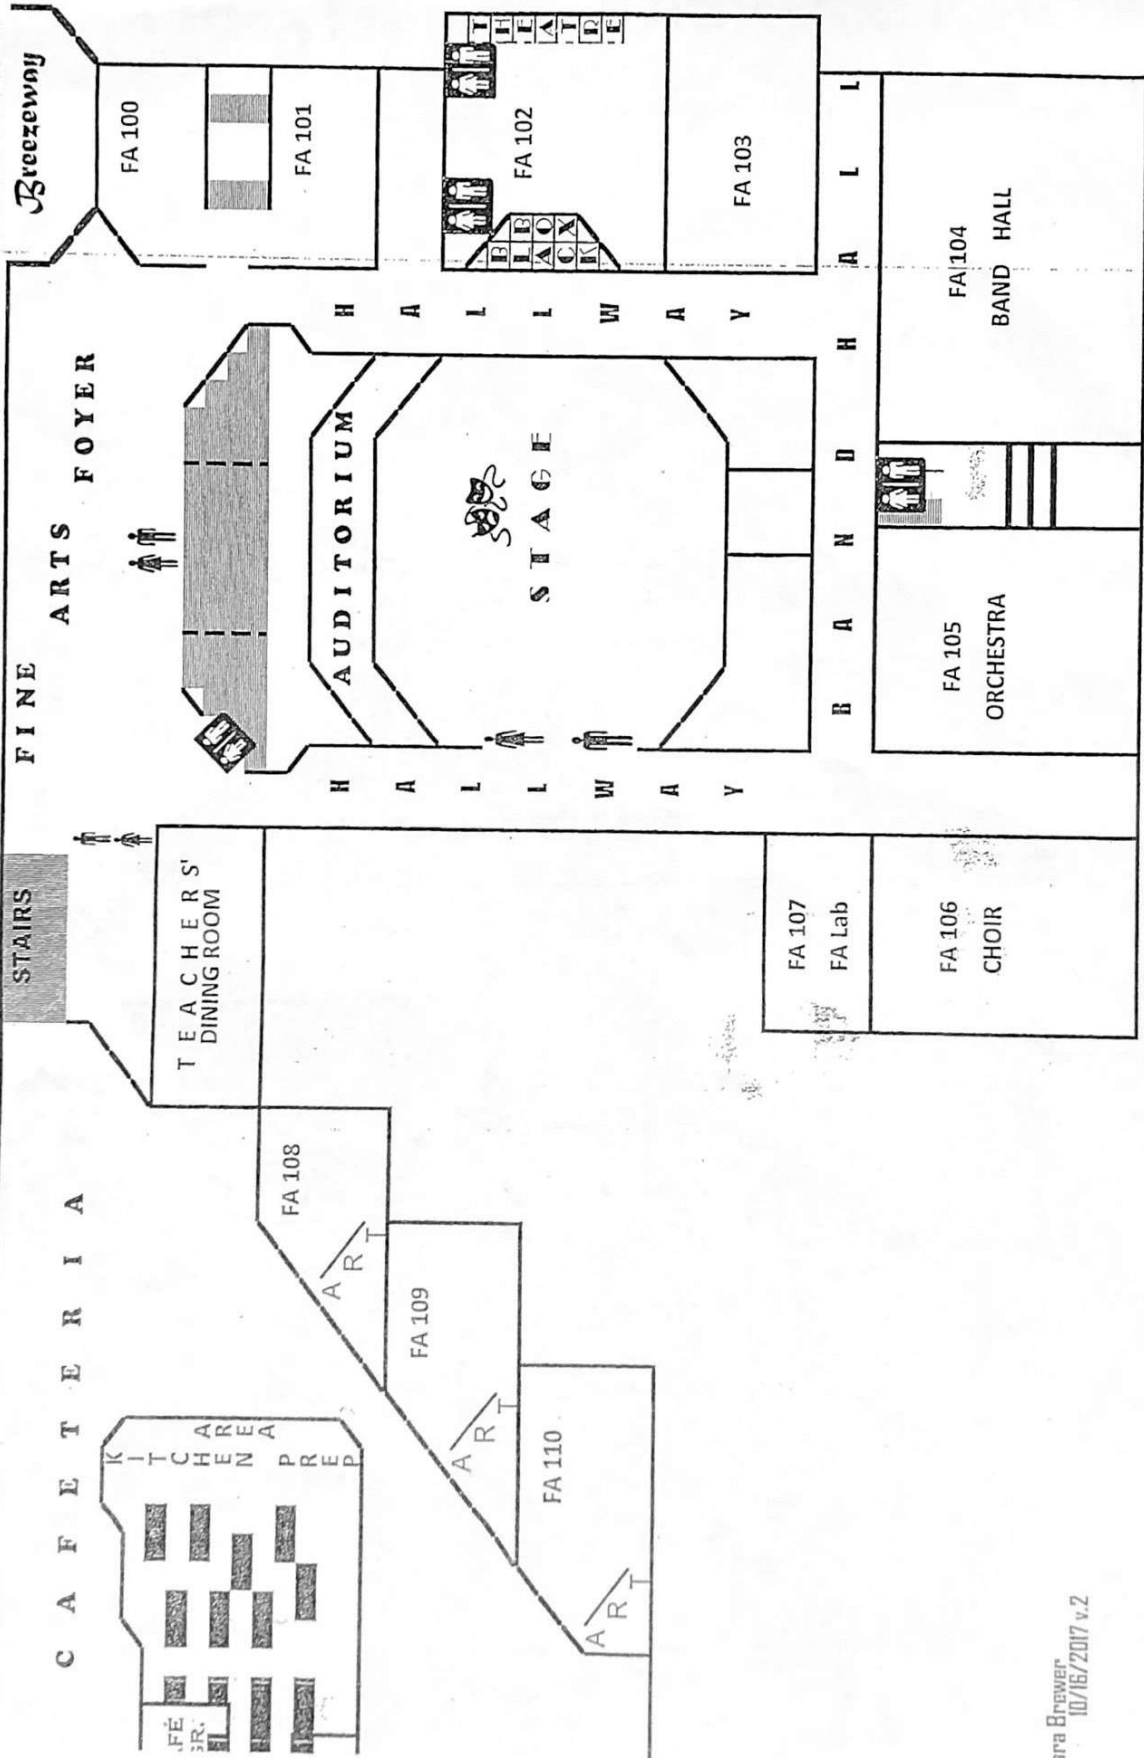 Breezeway
FA 100
FA 101
THEATRE
FA 102
BLACK
BOX
FA 103
HALLWAY
BAND HALL
FA 104
BAND HALL
FINE ARTS FOYER
AUDITORIUM
STAGE
FA 105
ORCHESTRA
HALLWAY
STAIRS
TEACHERS'
DINING ROOM
FA 107
FA Lab
FA 106
CHOIR
CAFETERIA
KITCHEN PREP
AREA
FA 108
ART
FA 109
ART
FA 110
ART
10/16/2017 v.2
Brewer